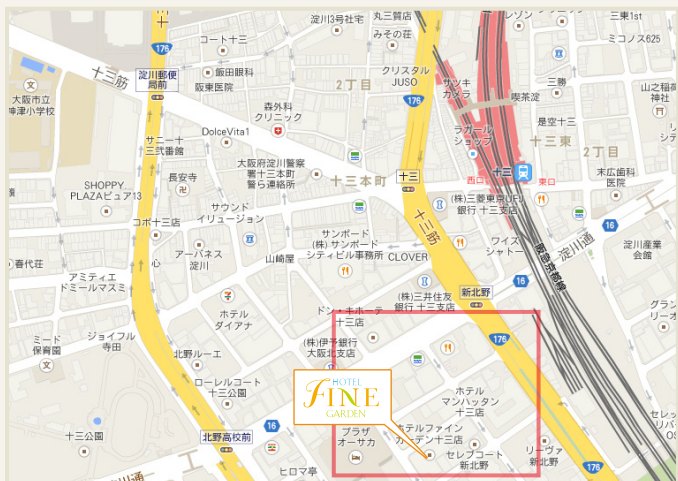 淀川3号社宅
丸三質店
みその荘
レゾン
三東1st
ミコノス625
コート十三
176
淀川郵便
局前
飯田眼科
阪東医院
2丁目
クリスタル
JUSO
サツキ
カメラ
三勝
喫茶淀
山之稲荷
神社
十三筋
大阪市立
神津小学校
森外科
クリニック
176
DolceVita1
サニー十
三弐番館
ラガール
ショップ
是空十三
十三東
2丁目
大阪府淀川警察
署十三本町
警ら連絡所
十三本町
十三
十三
西口
東口
末広歯科
医院
長安寺
SHOPPY
PLAZAピュア13
サウンド
イリュージョン
コポ十三店
十三筋
(株)三菱東京UFJ
銀行 十三支店
サンボード
(株) サンボード
シティビル事務所
CLOVER
ワイズ
シャトー
阪急京都線
淀川通
淀川産業
会館
16
春代荘
アーバネス
淀川
山崎屋
アミティエ
ドミールマスミ
心
16
新北野
(株)三井住友
銀行 十三支店
ドン・キホーテ
十三店
ホテル
ダイアナ
ミード
保育園
ジョイフル
寺田
北野ルーエ
(株)伊予銀行
大阪北支店
176
ローレルコート
十三公園
HOTEL
FINE
GARDEN
ホテル
マンハッタン
十三店
十三公園
北野高校前
16
プラザ
オーサカ
ホテルファイン
ガーデン十三店
セレブコート
新北野
リーヴァ
新北野
ヒロマ亭
176
淀川通